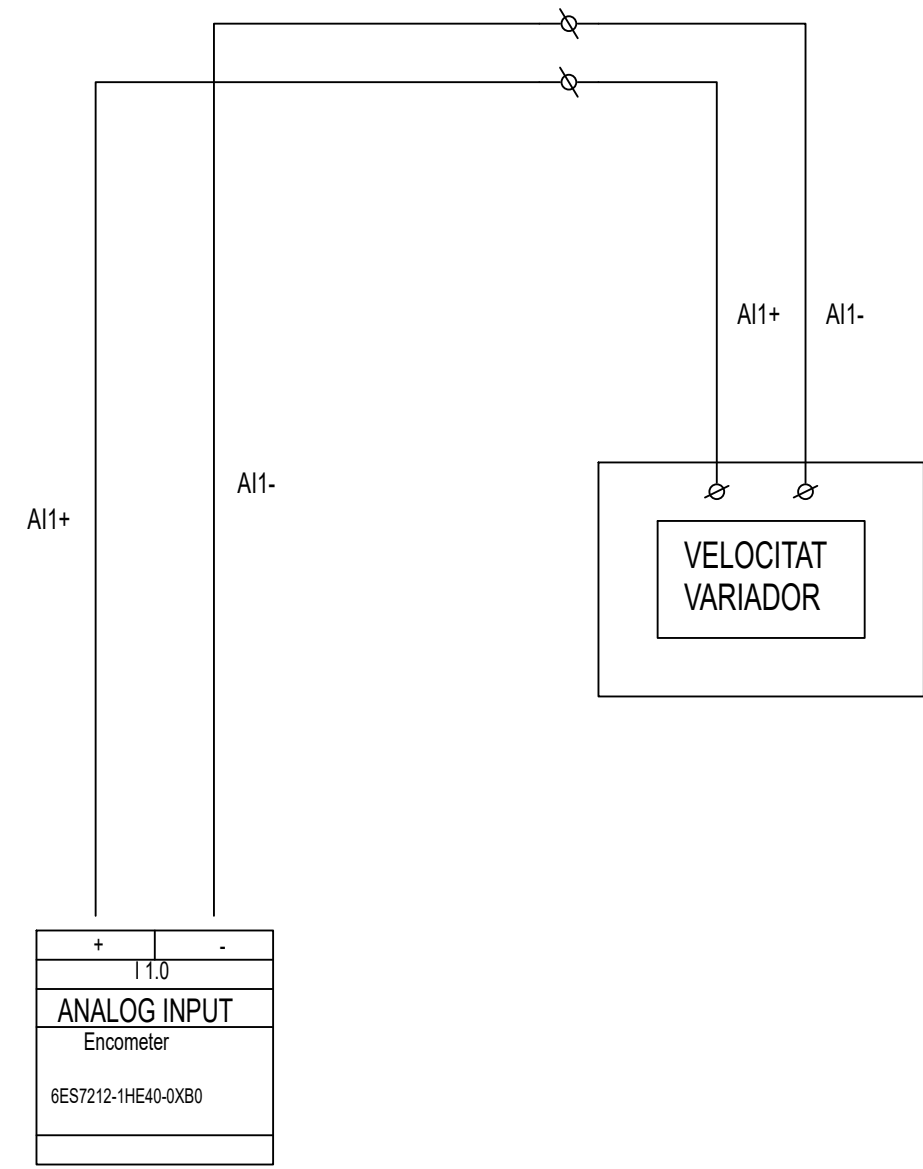 AI1+
AI1-
AI1-
AI1+
VELOCITAT
VARIADOR
+
-
I 1.0
ANALOG INPUT
Encometer
6ES7212-1HE40-0XB0